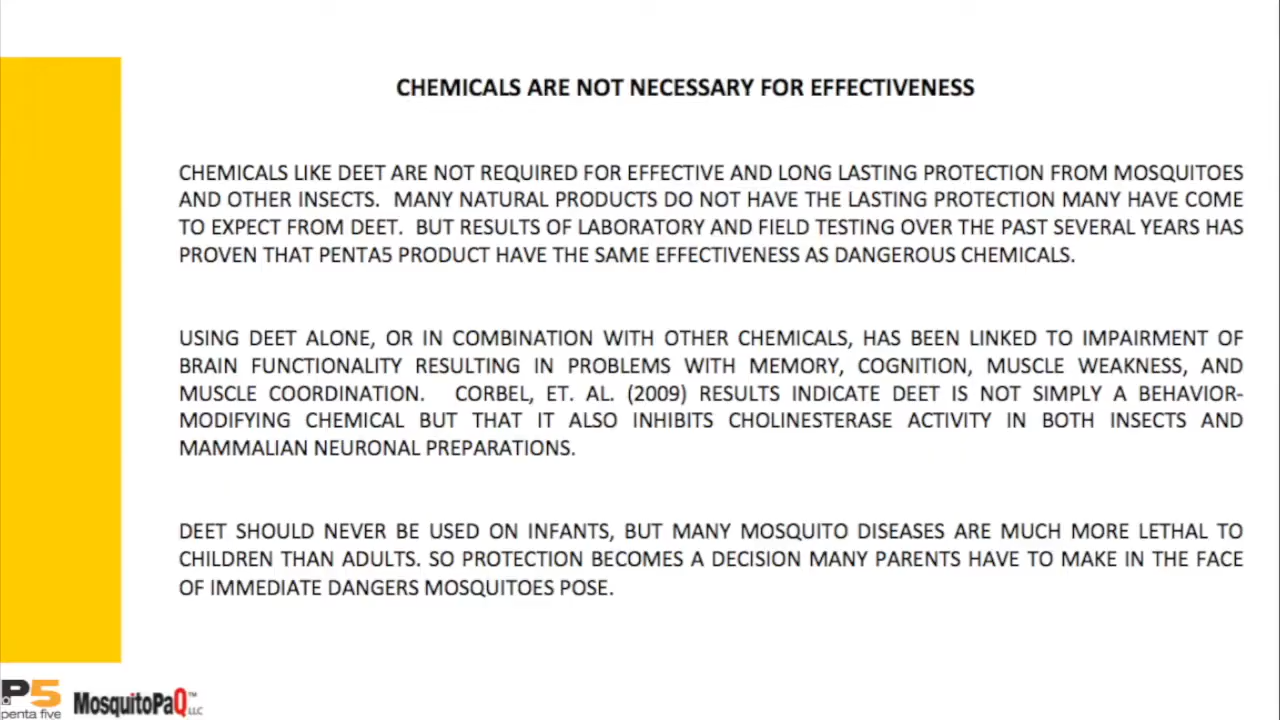 CHEMICALS ARE NOT NECESSARY FOR EFFECTIVENESS
CHEMICALS LIKE DEET ARE NOT REQUIRED FOR EFFECTIVE AND LONG LASTING PROTECTION FROM MOSQUITOES
AND OTHER INSECTS. MANY NATURAL PRODUCTS DO NOT HAVE THE LASTING PROTECTION MANY HAVE COME
TO EXPECT FROM DEET. BUT RESULTS OF LABORATORY AND FIELD TESTING OVER THE PAST SEVERAL YEARS HAS
PROVEN THAT PENTA5 PRODUCT HAVE THE SAME EFFECTIVENESS AS DANGEROUS CHEMICALS.
USING DEET ALONE, OR IN COMBINATION WITH OTHER CHEMICALS, HAS BEEN LINKED TO IMPAIRMENT OF
BRAIN FUNCTIONALITY RESULTING IN PROBLEMS WITH MEMORY, COGNITION, MUSCLE WEAKNESS, AND
MUSCLE COORDINATION. CORBEL, ET. AL. (2009) RESULTS INDICATE DEET IS NOT SIMPLY A BEHAVIOR-
MODIFYING CHEMICAL BUT THAT IT ALSO INHIBITS CHOLINESTERASE ACTIVITY IN BOTH INSECTS AND
MAMMALIAN NEURONAL PREPARATIONS.
DEET SHOULD NEVER BE USED ON INFANTS, BUT MANY MOSQUITO DISEASES ARE MUCH MORE LETHAL TO
CHILDREN THAN ADULTS. SO PROTECTION BECOMES A DECISION MANY PARENTS HAVE TO MAKE IN THE FACE
OF IMMEDIATE DANGERS MOSQUITOES POSE.
P5
penta five
MosquitoPaQ™ LLC